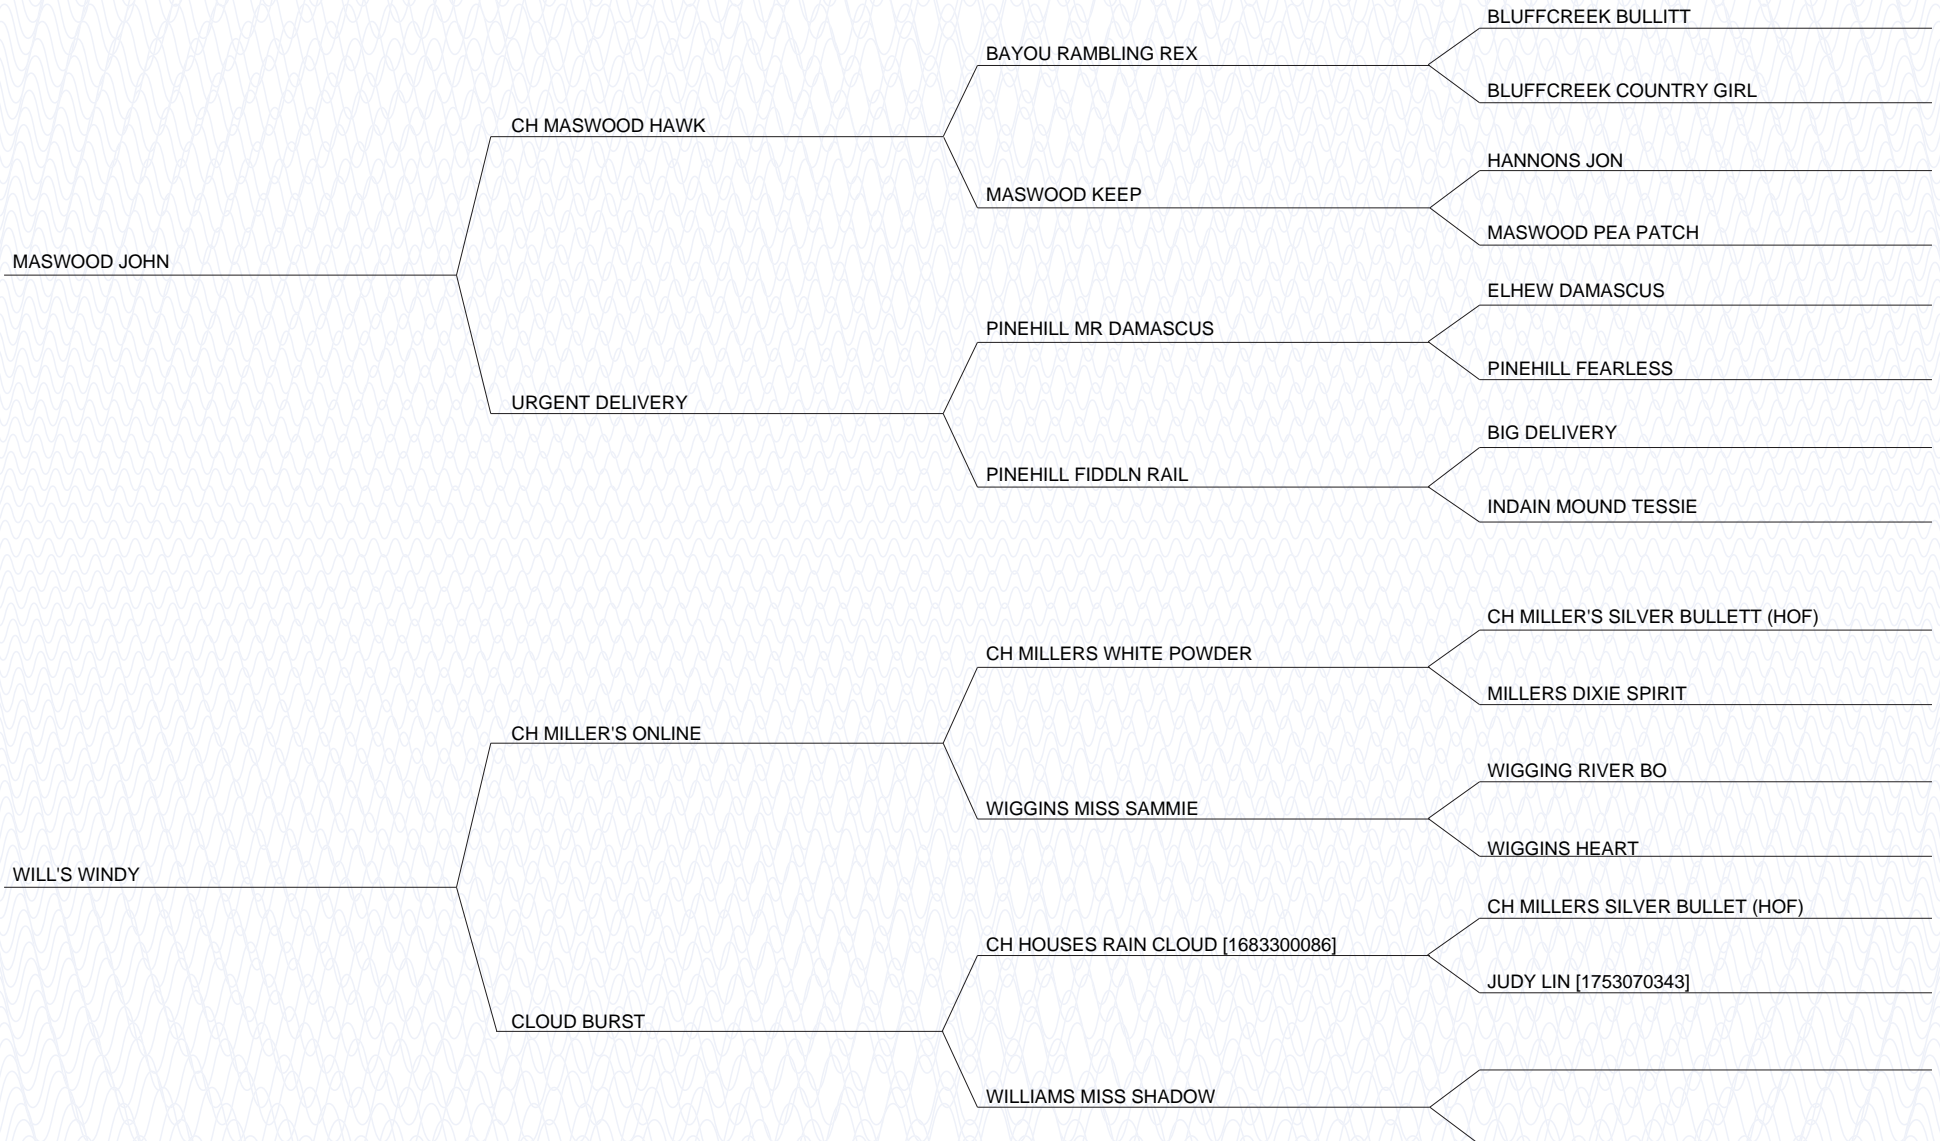 BLUFFCREEK BULLITT
BAYOU RAMBLING REX
BLUFFCREEK COUNTRY GIRL
CH MASWOOD HAWK
HANNONS JON
MASWOOD KEEP
MASWOOD PEA PATCH
MASWOOD JOHN
ELHEW DAMASCUS
PINEHILL MR DAMASCUS
PINEHILL FEARLESS
URGENT DELIVERY
BIG DELIVERY
PINEHILL FIDDLN RAIL
INDAIN MOUND TESSIE
CH MILLER'S SILVER BULLETT (HOF)
CH MILLERS WHITE POWDER
MILLERS DIXIE SPIRIT
CH MILLER'S ONLINE
WIGGING RIVER BO
WIGGINS MISS SAMMIE
WIGGINS HEART
WILL'S WINDY
CH MILLERS SILVER BULLET (HOF)
CH HOUSES RAIN CLOUD [1683300086]
JUDY LIN [1753070343]
CLOUD BURST
WILLIAMS MISS SHADOW